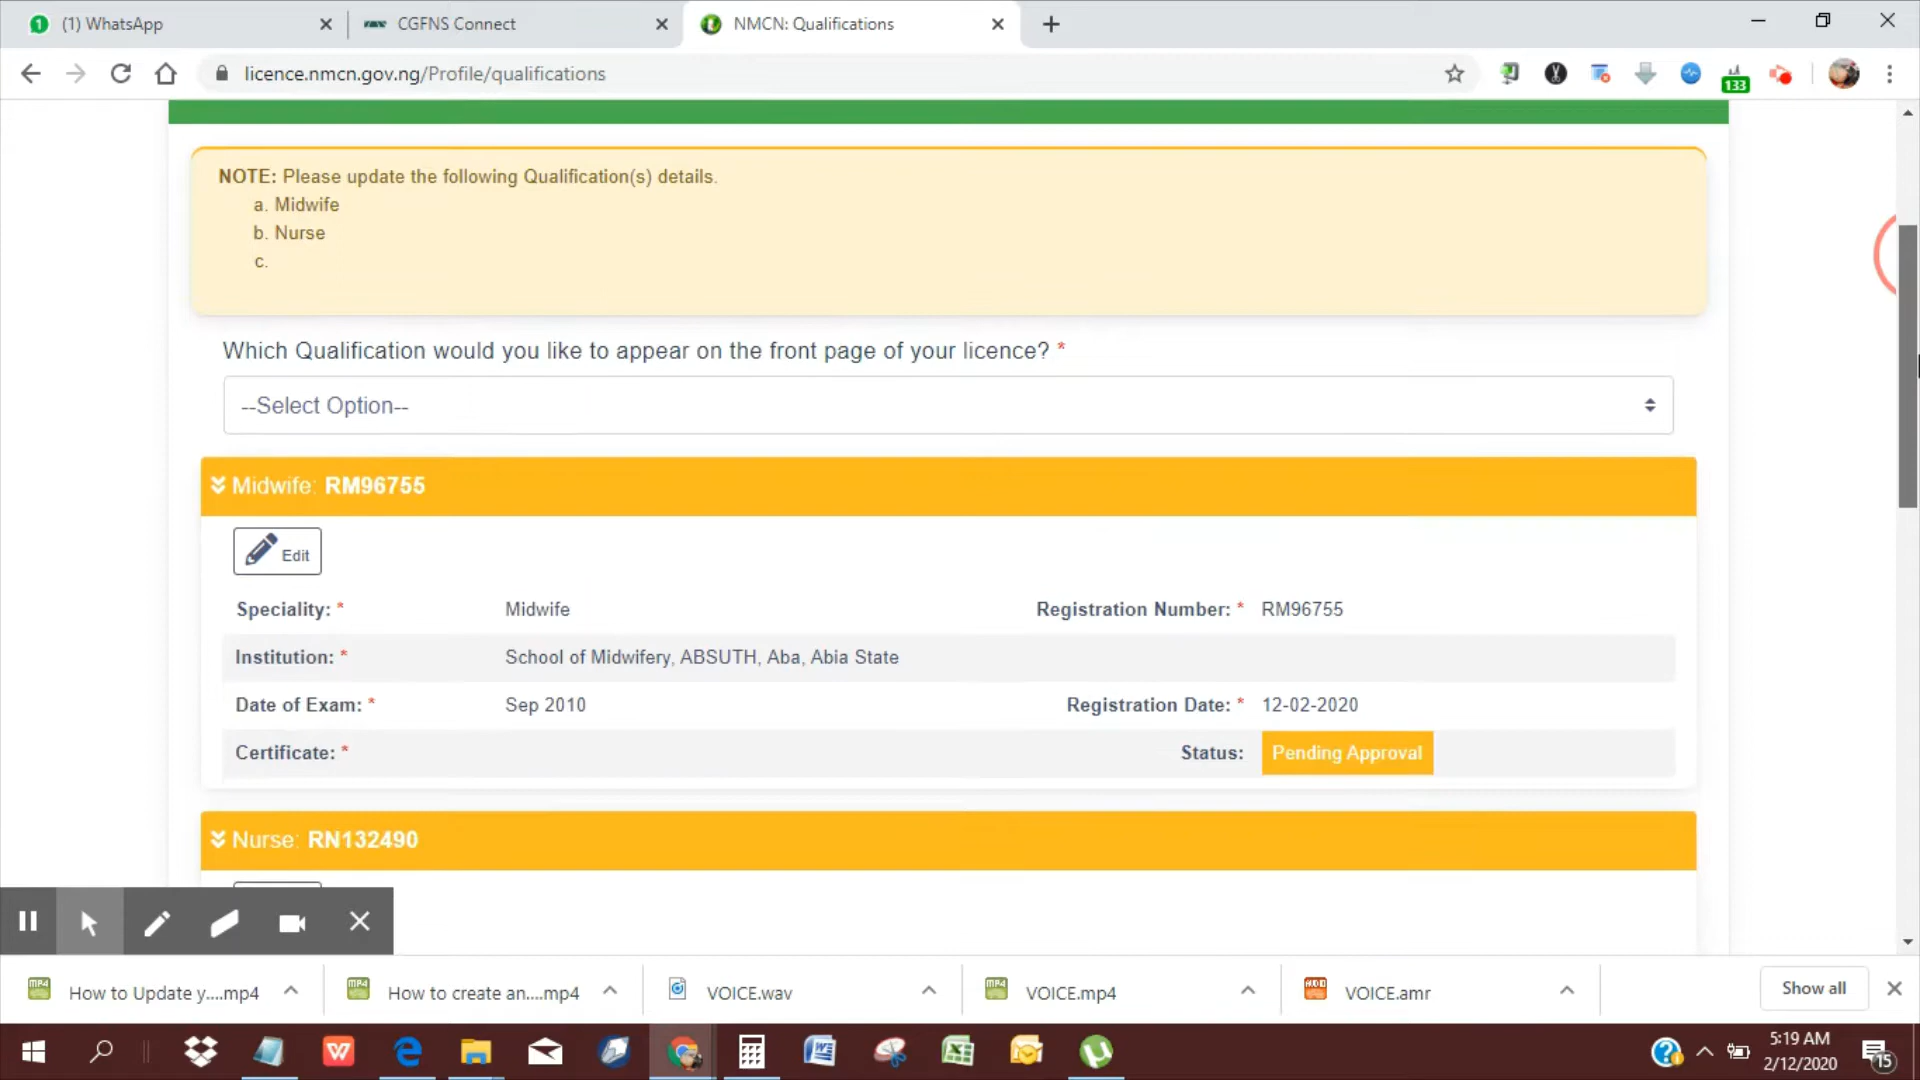 (1) WhatsApp
CGFNS Connect
NMCN: Qualifications
licence.nmcn.gov.ng/Profile/qualifications
133
NOTE: Please update the following Qualification(s) details.
a. Midwife
b. Nurse
c.
Which Qualification would you like to appear on the front page of your licence? *
--Select Option--
Midwife: RM96755
Edit
Speciality: * Midwife Registration Number: * RM96755
Institution: * School of Midwifery, ABSUTH, Aba, Abia State
Date of Exam: * Sep 2010 Registration Date: * 12-02-2020
Certificate: * Status: Pending Approval
Nurse: RN132490
How to Update y....mp4
How to create an....mp4
VOICE.wav
VOICE.mp4
VOICE.amr
Show all
5:19 AM
2/12/2020
15